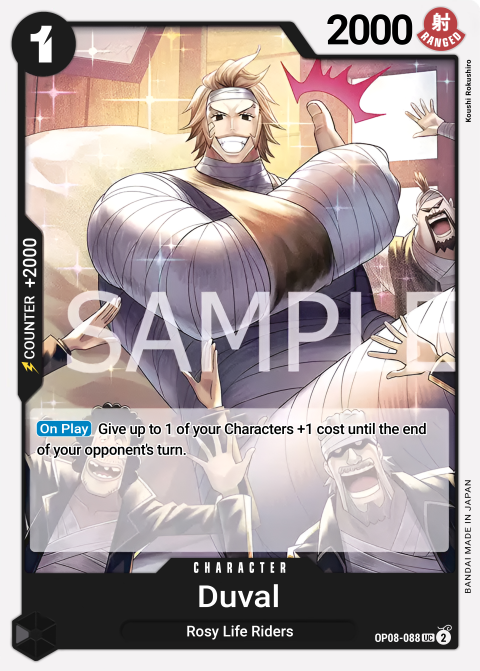 1
2000
射
RANGED
Koushi Rokushiro
COUNTER +2000
SAMPLE
On Play Give up to 1 of your Characters +1 cost until the end
of your opponent's turn.
BANDAI MADE IN JAPAN
CHARACTER
Duval
Rosy Life Riders
OP08-088 UC 2